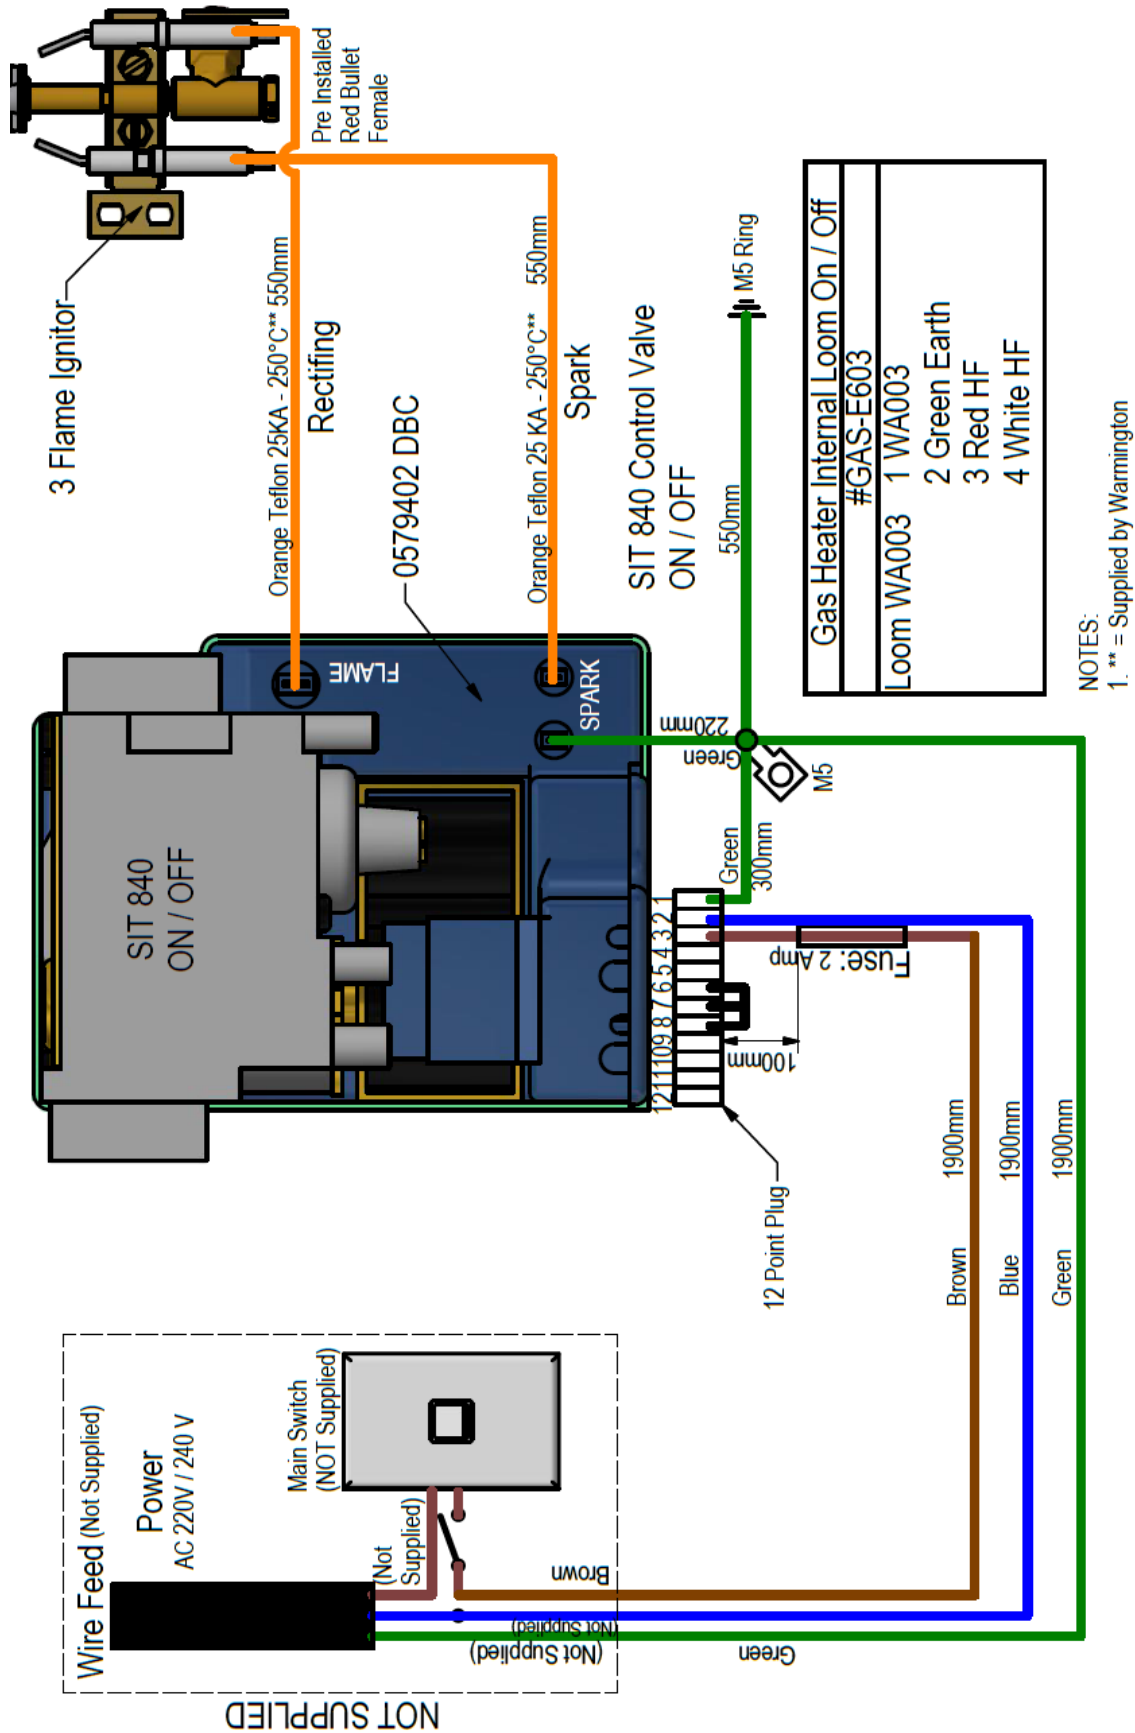 3 Flame Ignitor
Pre Installed
Red Bullet
Female
Orange Teflon 25KA - 250°C** 550mm
Rectifing
Orange Teflon 25 KA - 250°C** 550mm
Spark
0579402 DBC
SIT 840 Control Valve
ON / OFF
SIT 840
ON / OFF
FLAME
SPARK
550mm
M5 Ring
220mm
Green
M5
Green
300mm
1 2 3 4 5 6 7 8 9 10 11 12
Fuse: 2 Amp
100mm
12 Point Plug
Brown 1900mm
Blue 1900mm
Green 1900mm
Wire Feed (Not Supplied)
Power
AC 220V / 240 V
Main Switch
(NOT Supplied)
(Not
Supplied)
Brown
(Not Supplied)
(Not Supplied)
Green
NOT SUPPLIED
Gas Heater Internal Loom On / Off
#GAS-E603
Loom WA003 1 WA003
2 Green Earth
3 Red HF
4 White HF
NOTES:
1. ** = Supplied by Warmington